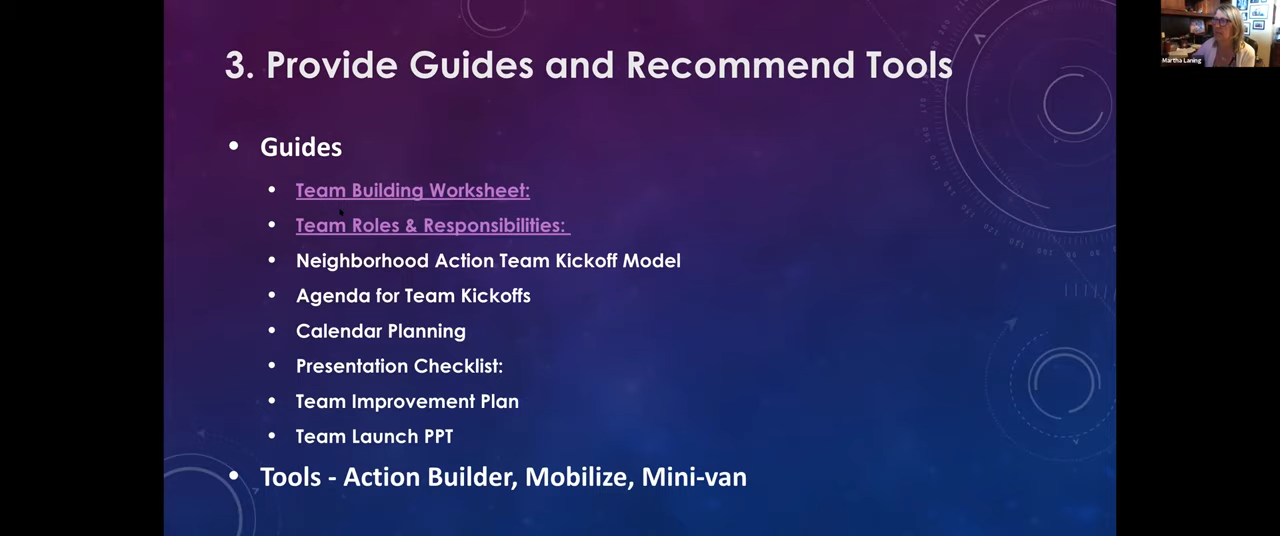 3. Provide Guides and Recommend Tools
Martha Laning
• Guides
• Team Building Worksheet:
• Team Roles & Responsibilities:
• Neighborhood Action Team Kickoff Model
• Agenda for Team Kickoffs
• Calendar Planning
• Presentation Checklist:
• Team Improvement Plan
• Team Launch PPT
• Tools - Action Builder, Mobilize, Mini-van